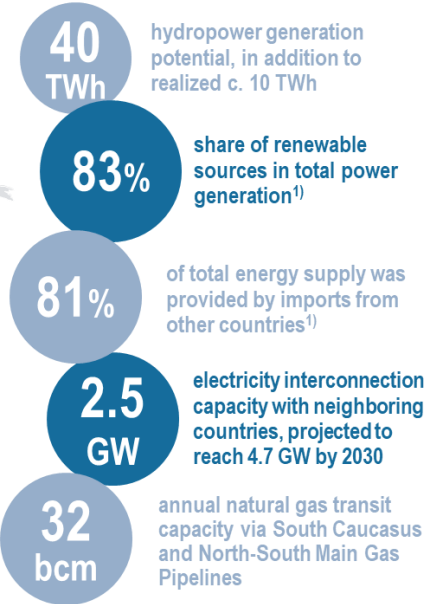 40
TWh
hydropower generation
potential, in addition to
realized c. 10 TWh
83%
share of renewable
sources in total power
generation1)
81%
of total energy supply was
provided by imports from
other countries1)
2.5
GW
electricity interconnection
capacity with neighboring
countries, projected to
reach 4.7 GW by 2030
32
bcm
annual natural gas transit
capacity via South Caucasus
and North-South Main Gas
Pipelines